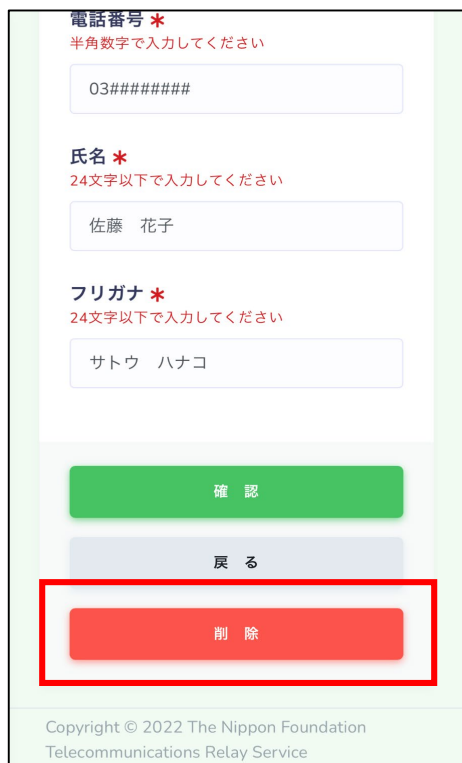 電話番号 *
半角数字で入力してください
03########
氏名 *
24文字以下で入力してください
佐藤　花子
フリガナ *
24文字以下で入力してください
サトウ　ハナコ
確　認
戻　る
削　除
Copyright © 2022 The Nippon Foundation
Telecommunications Relay Service